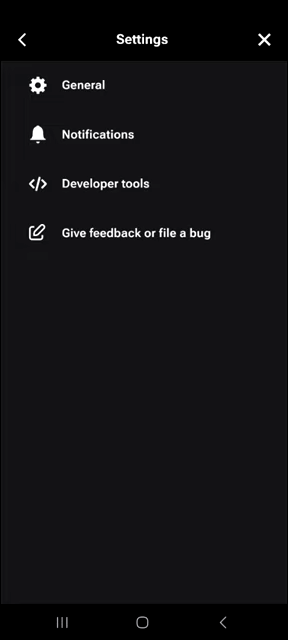 Settings
General
Notifications
Developer tools
Give feedback or file a bug